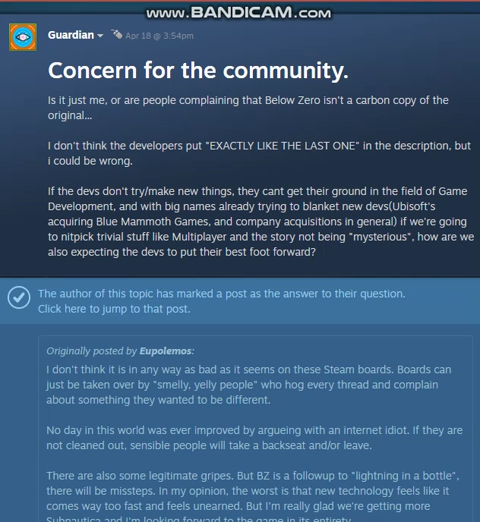 www.BANDICAM.com
Guardian Apr 18 @ 3:54pm
Concern for the community.
Is it just me, or are people complaining that Below Zero isn't a carbon copy of the
original...
I don't think the developers put "EXACTLY LIKE THE LAST ONE" in the description, but
i could be wrong.
If the devs don't try/make new things, they cant get their ground in the field of Game
Development, and with big names already trying to blanket new devs(Ubisoft's
acquiring Blue Mammoth Games, and company acquisitions in general) if we're going
to nitpick trivial stuff like Multiplayer and the story not being "mysterious", how are we
also expecting the devs to put their best foot forward?
The author of this topic has marked a post as the answer to their question.
Click here to jump to that post.
Originally posted by Eupolemos:
I don't think it is in any way as bad as it seems on these Steam boards. Boards can
just be taken over by "smelly, yelly people" who hog every thread and complain
about something they wanted to be different.
No day in this world was ever improved by argueing with an internet idiot. If they are
not cleaned out, sensible people will take a backseat and/or leave.
There are also some legitimate gripes. But BZ is a followup to "lightning in a bottle",
there will be missteps. In my opinion, the worst is that new technology feels like it
comes way too fast and feels unearned. But I'm really glad we're getting more
Subnautica and I'm looking forward to the game in its entirety